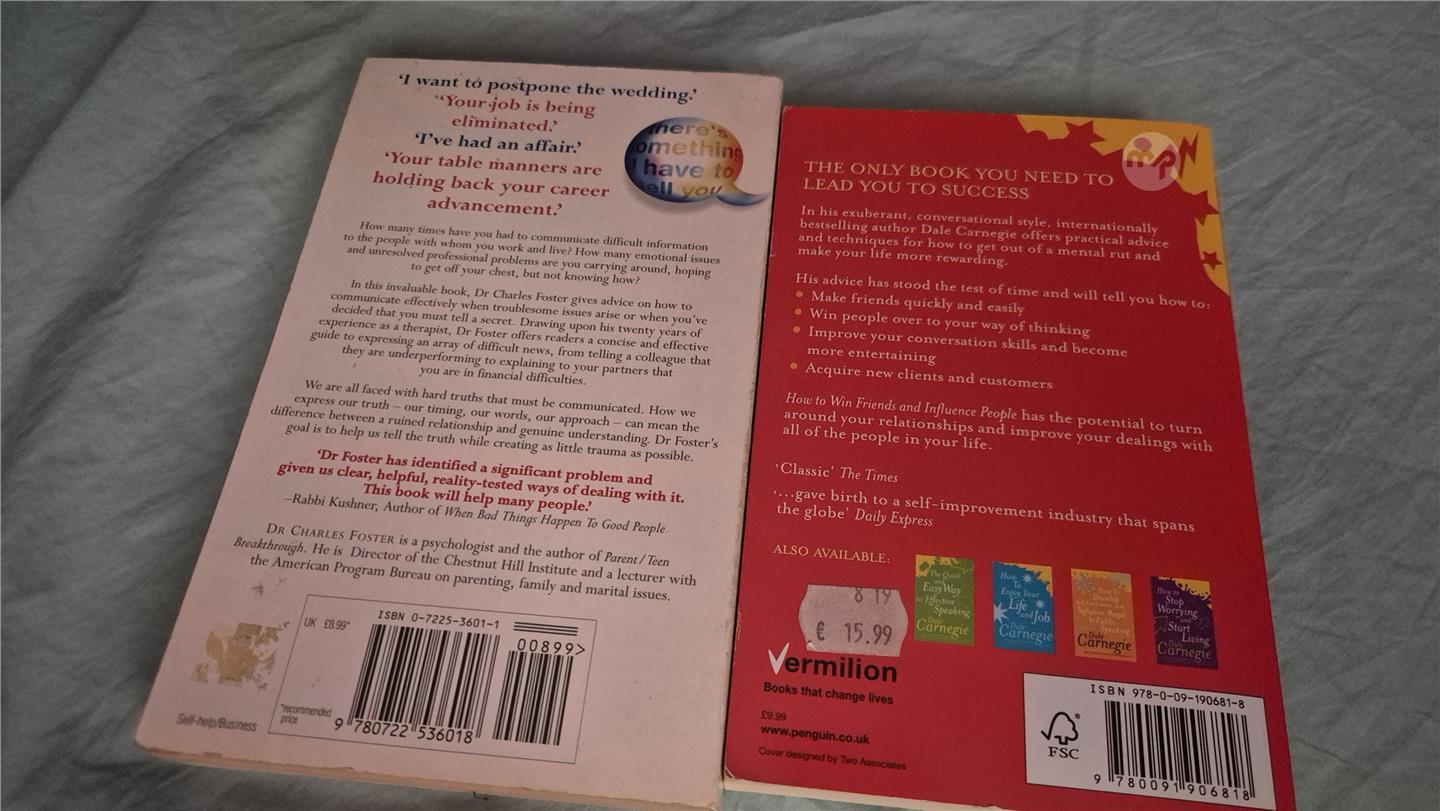 'I want to postpone the wedding.'
'Your job is being
eliminated.'
'I've had an affair.'
'Your table manners are
holding back your career
advancement.'
there's
something
I have to
tell you
How many times have you had to communicate difficult information
to the people with whom you work and live? How many emotional issues
and unresolved professional problems are you carrying around, hoping
to get off your chest, but not knowing how?
In this invaluable book, Dr Charles Foster gives advice on how to
communicate effectively when troublesome issues arise or when you've
decided that you must tell a secret. Drawing upon his twenty years of
experience as a therapist, Dr Foster offers readers a concise and effective
guide to expressing an array of difficult news, from telling a colleague that
they are underperforming to explaining to your partners that
you are in financial difficulties.
We are all faced with hard truths that must be communicated. How we
express our truth – our timing, our words, our approach – can mean the
difference between a ruined relationship and genuine understanding. Dr Foster's
goal is to help us tell the truth while creating as little trauma as possible.
'Dr Foster has identified a significant problem and
given us clear, helpful, reality-tested ways of dealing with it.
This book will help many people.'
–Rabbi Kushner, Author of When Bad Things Happen To Good People
DR CHARLES FOSTER is a psychologist and the author of Parent/Teen
Breakthrough. He is Director of the Chestnut Hill Institute and a lecturer with
the American Program Bureau on parenting, family and marital issues.
UK £8.99*
*recommended
price
ISBN 0-7225-3601-1
00899>
9 780722 536018
Self-help/Business
THE ONLY BOOK YOU NEED TO
LEAD YOU TO SUCCESS
In his exuberant, conversational style, internationally
bestselling author Dale Carnegie offers practical advice
and techniques for how to get out of a mental rut and
make your life more rewarding.
His advice has stood the test of time and will tell you how to:
• Make friends quickly and easily
• Win people over to your way of thinking
• Improve your conversation skills and become
more entertaining
• Acquire new clients and customers
How to Win Friends and Influence People has the potential to turn
around your relationships and improve your dealings with
all of the people in your life.
'Classic' The Times
'...gave birth to a self-improvement industry that spans
the globe' Daily Express
ALSO AVAILABLE:
The Quick
and
Easy Way
to Effective
Speaking
Dale
Carnegie
How To
Enjoy Your
Life
and Job
Dale
Carnegie
How To
Develop
Self-Confidence and
Influence People
by Public
Speaking
Dale
Carnegie
How to
Stop
Worrying
and
Start
Living
Dale
Carnegie
8 19
€ 15.99
Vermilion
Books that change lives
£9.99
www.penguin.co.uk
Cover designed by Two Associates
FSC
ISBN 978-0-09-190681-8
9 780091 906818